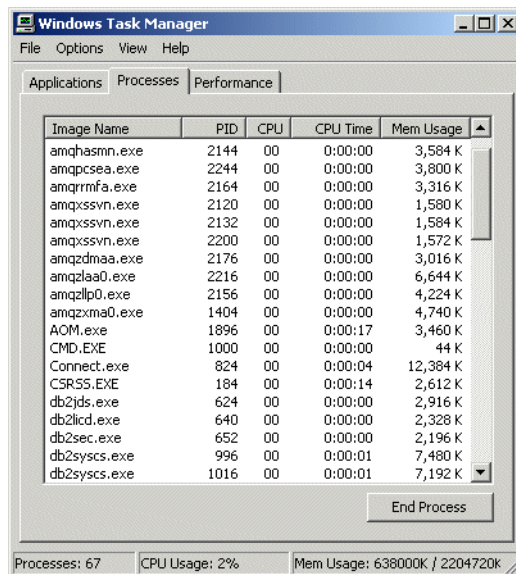 Windows Task Manager
File Options View Help
Applications Processes Performance
Image Name PID CPU CPU Time Mem Usage
amqhasmn.exe 2144 00 0:00:00 3,584 K
amqpcsea.exe 2244 00 0:00:00 3,800 K
amqrrmfa.exe 2164 00 0:00:00 3,316 K
amqxssvn.exe 2120 00 0:00:00 1,580 K
amqxssvn.exe 2132 00 0:00:00 1,584 K
amqxssvn.exe 2200 00 0:00:00 1,572 K
amqzdmaa.exe 2176 00 0:00:00 3,016 K
amqzlaa0.exe 2216 00 0:00:00 6,644 K
amqzllp0.exe 2156 00 0:00:00 4,224 K
amqzxma0.exe 1404 00 0:00:00 4,740 K
AOM.exe 1896 00 0:00:17 3,460 K
CMD.EXE 1000 00 0:00:00 44 K
Connect.exe 824 00 0:00:04 12,384 K
CSRSS.EXE 184 00 0:00:14 2,612 K
db2jds.exe 624 00 0:00:00 2,916 K
db2licd.exe 640 00 0:00:00 2,328 K
db2sec.exe 652 00 0:00:00 2,196 K
db2syscs.exe 996 00 0:00:01 7,480 K
db2syscs.exe 1016 00 0:00:01 7,192 K
End Process
Processes: 67 CPU Usage: 2% Mem Usage: 638000K / 2204720K